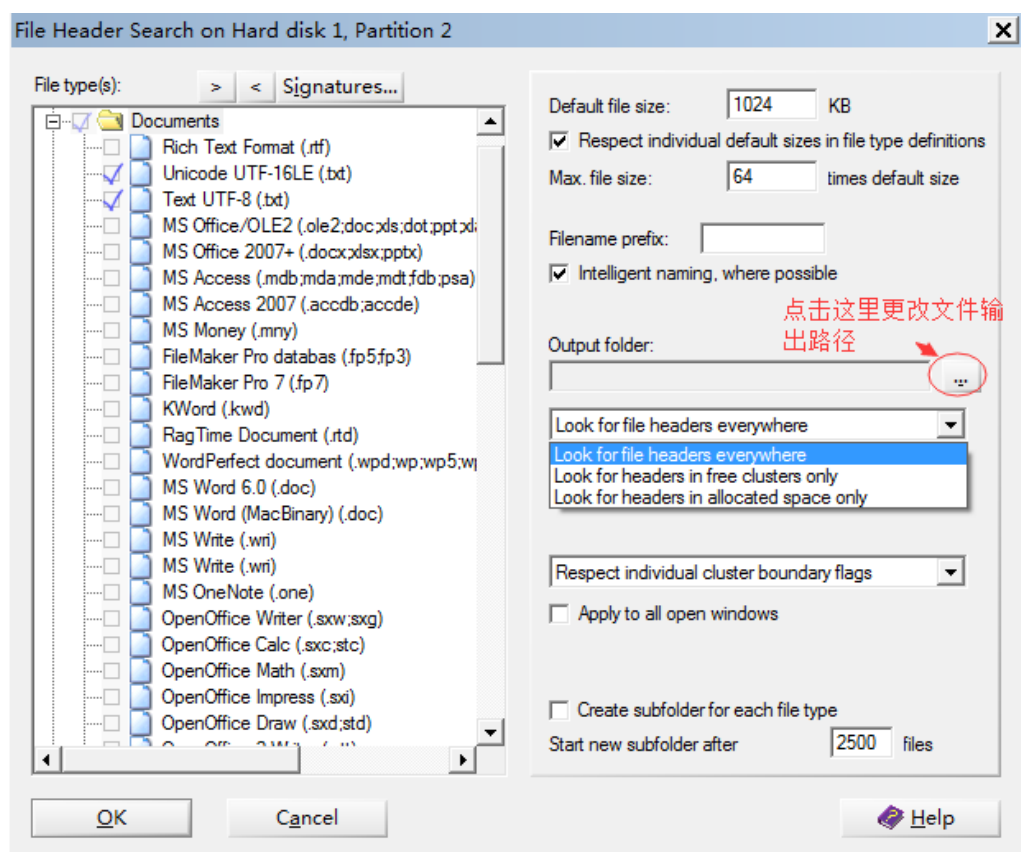 File Header Search on Hard disk 1, Partition 2
File type(s):
>
<
Signatures...
Documents
Rich Text Format (.rtf)
Unicode UTF-16LE (.txt)
Text UTF-8 (.txt)
MS Office/OLE2 (.ole2;doc;xls;dot;ppt;xl
MS Office 2007+ (.docx;xlsx;pptx)
MS Access (.mdb;mda;mde;mdt;fdb;psa)
MS Access 2007 (.accdb;accde)
MS Money (.mny)
FileMaker Pro databas (.fp5;fp3)
FileMaker Pro 7 (.fp7)
KWord (.kwd)
RagTime Document (.rtd)
WordPerfect document (.wpd;wp;wp5;w
MS Word 6.0 (.doc)
MS Word (MacBinary) (.doc)
MS Write (.wri)
MS Write (.wri)
MS OneNote (.one)
OpenOffice Writer (.sxw;sxg)
OpenOffice Calc (.sxc;stc)
OpenOffice Math (.sxm)
OpenOffice Impress (.sxi)
OpenOffice Draw (.sxd;std)
Default file size: 1024 KB
Respect individual default sizes in file type definitions
Max. file size: 64 times default size
Filename prefix:
Intelligent naming, where possible
点击这里更改文件输
出路径
Output folder:
...
Look for file headers everywhere
Look for file headers everywhere
Look for headers in free clusters only
Look for headers in allocated space only
Respect individual cluster boundary flags
Apply to all open windows
Create subfolder for each file type
Start new subfolder after 2500 files
OK
Cancel
Help